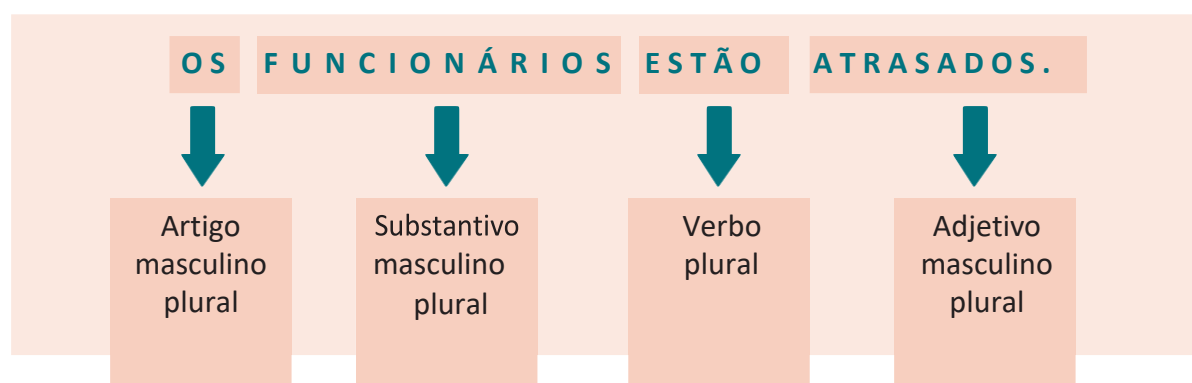 OS FUNCIONÁRIOS ESTÃO ATRASADOS.
Artigo
masculino
plural
Substantivo
masculino
plural
Verbo
plural
Adjetivo
masculino
plural